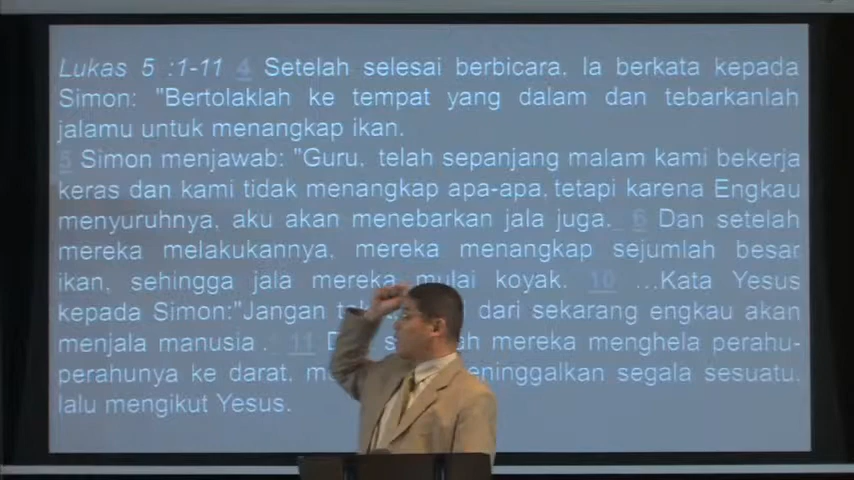 Lukas 5 :1-11 4 Setelah selesai berbicara, Ia berkata kepada
Simon: "Bertolaklah ke tempat yang dalam dan tebarkanlah
jalamu untuk menangkap ikan.
5 Simon menjawab: "Guru, telah sepanjang malam kami bekerja
keras dan kami tidak menangkap apa-apa, tetapi karena Engkau
menyuruhnya, aku akan menebarkan jala juga. 6 Dan setelah
mereka melakukannya, mereka menangkap sejumlah besar
ikan, sehingga jala mereka mulai koyak. 10 ...Kata Yesus
kepada Simon:"Jangan dari sekarang engkau akan
menjala manusia. 11 mereka menghela perahu-
perahunya ke darat, segala sesuatu,
lalu mengikut Yesus.